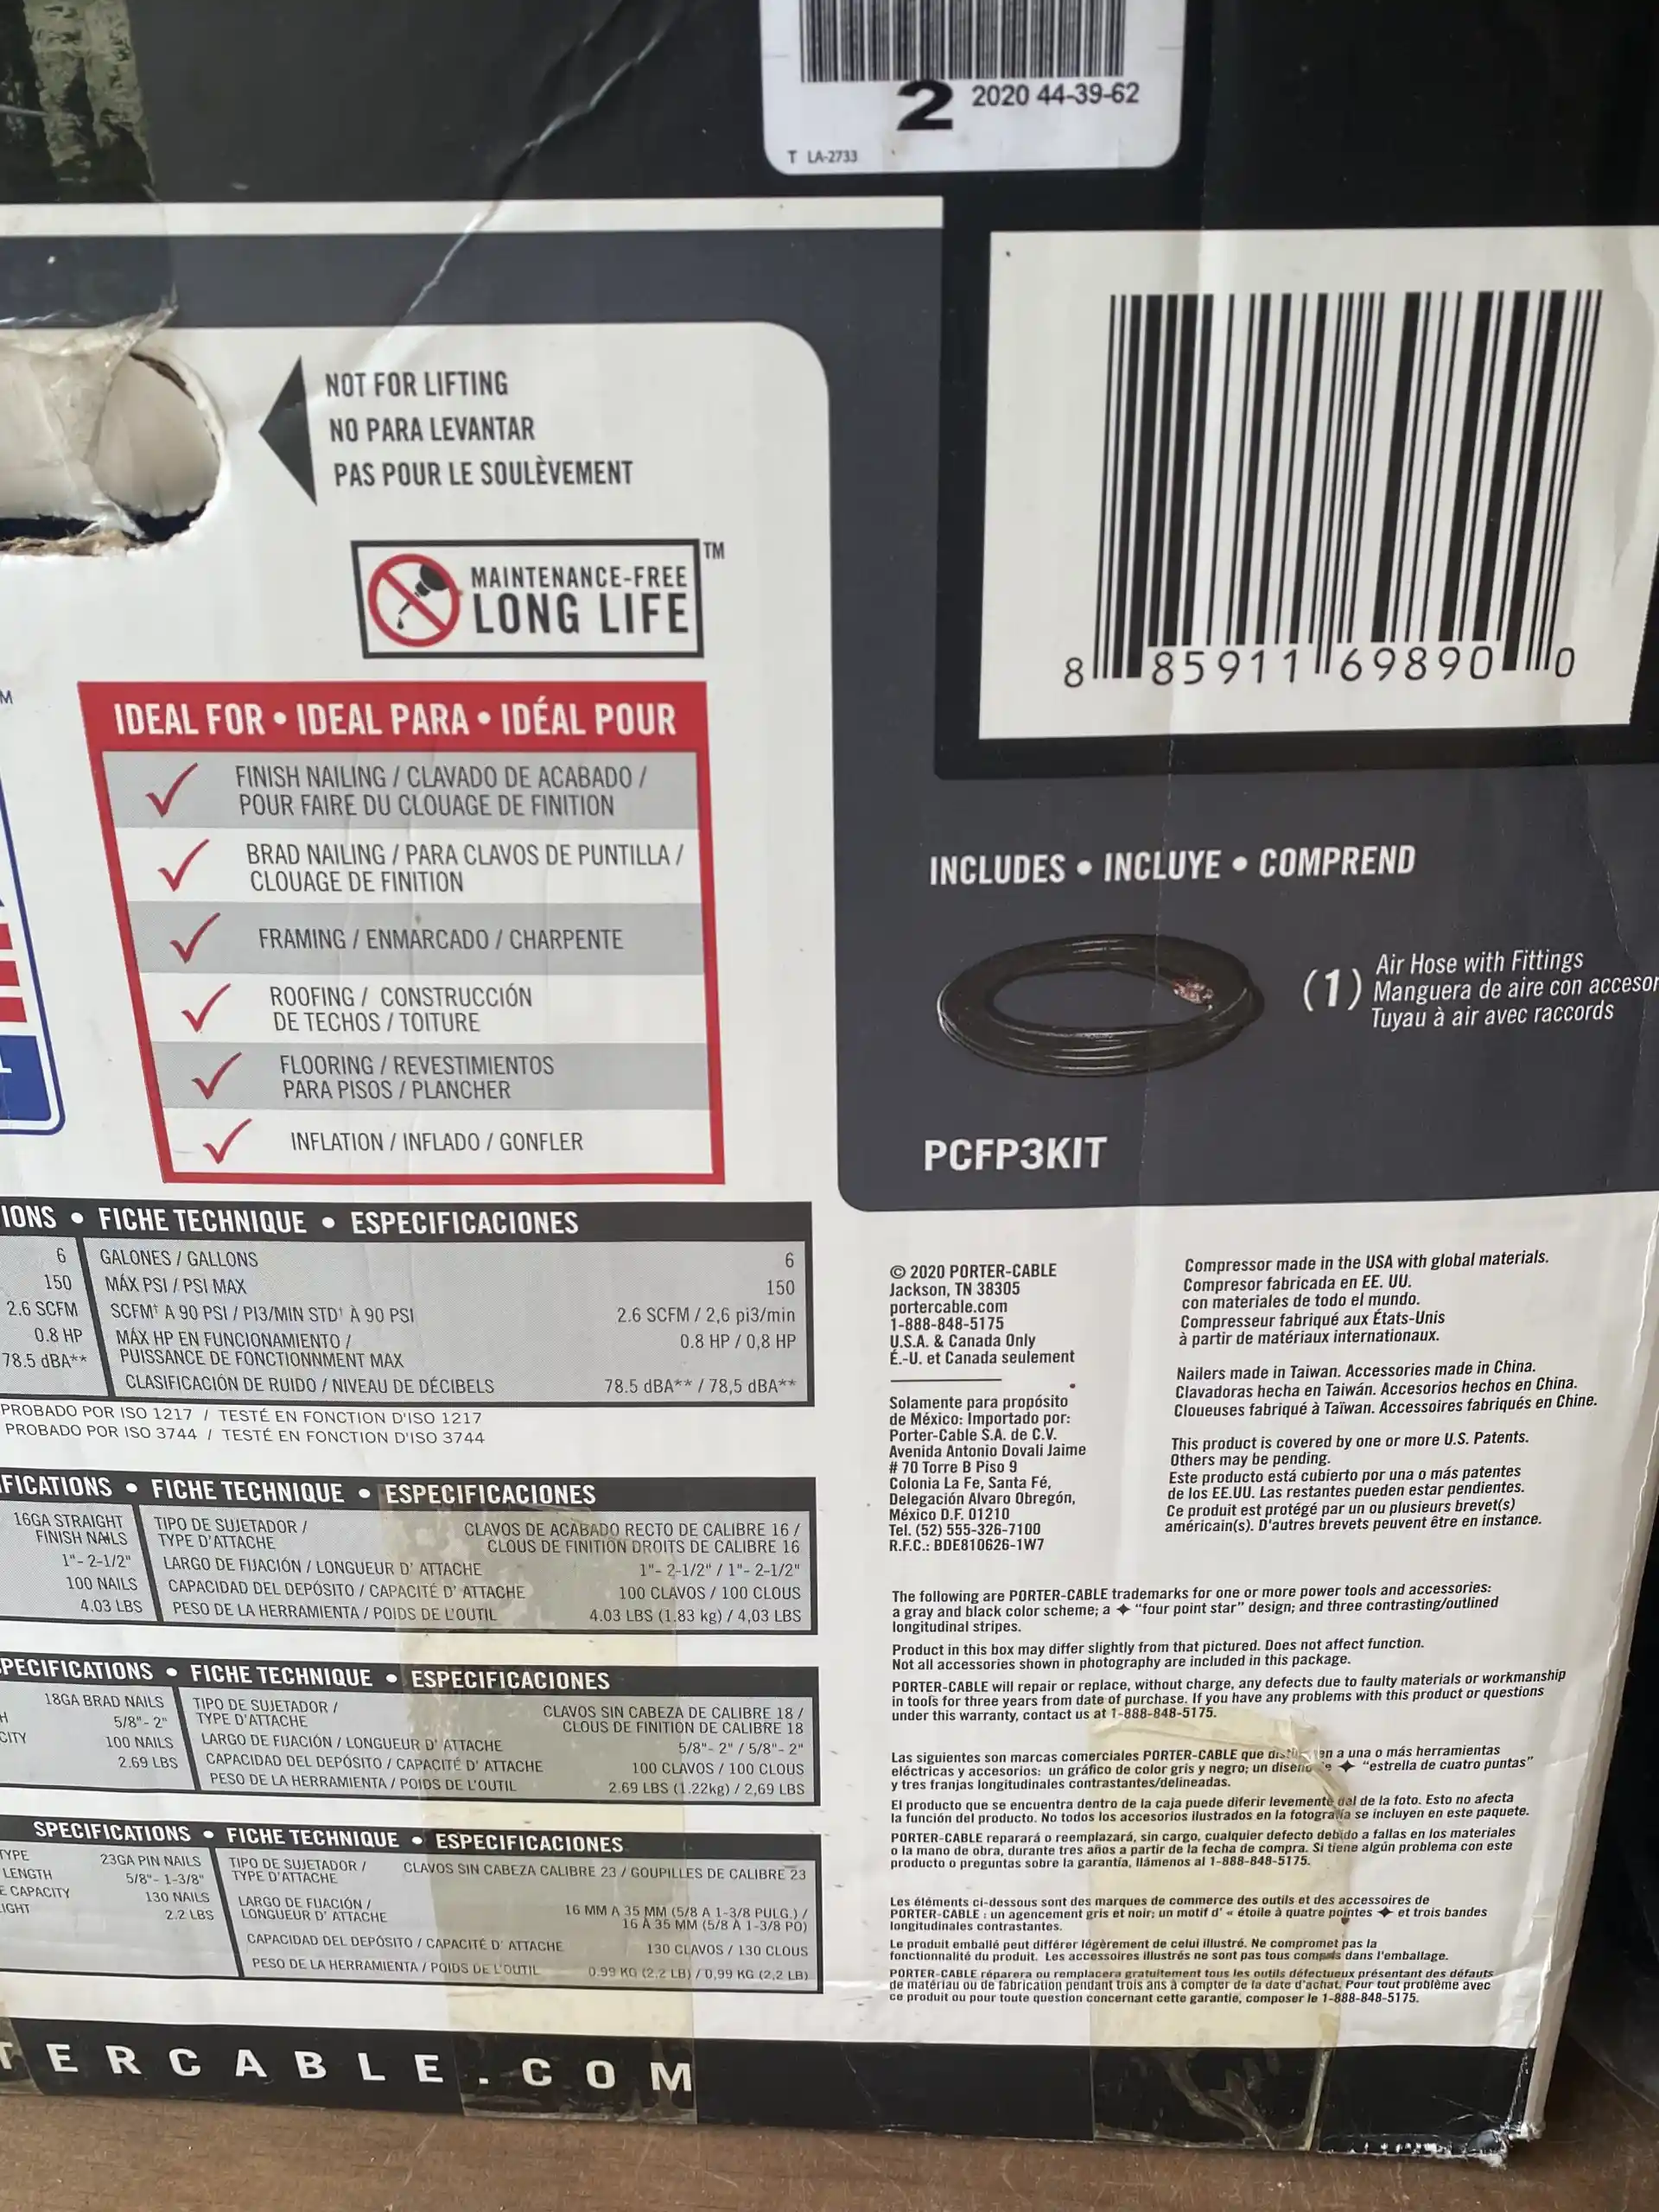 2 2020 44-39-62
T LA-2733
NOT FOR LIFTING
NO PARA LEVANTAR
PAS POUR LE SOULÈVEMENT
MAINTENANCE-FREE
LONG LIFE
TM
8 85911 69890 0
M
IDEAL FOR • IDEAL PARA • IDÉAL POUR
FINISH NAILING / CLAVADO DE ACABADO /
POUR FAIRE DU CLOUAGE DE FINITION
BRAD NAILING / PARA CLAVOS DE PUNTILLA /
CLOUAGE DE FINITION
FRAMING / ENMARCADO / CHARPENTE
ROOFING / CONSTRUCCIÓN
DE TECHOS / TOITURE
FLOORING / REVESTIMIENTOS
PARA PISOS / PLANCHER
INFLATION / INFLADO / GONFLER
INCLUDES • INCLUYE • COMPREND
(1)
Air Hose with Fittings
Manguera de aire con accesor
Tuyau à air avec raccords
PCFP3KIT
IONS • FICHE TECHNIQUE • ESPECIFICACIONES
6 GALONES / GALLONS 6
150 MÁX PSI / PSI MAX 150
2.6 SCFM SCFM† A 90 PSI / PI3/MIN STD† À 90 PSI 2.6 SCFM / 2,6 pi3/min
0.8 HP MÁX HP EN FUNCIONAMIENTO / 0.8 HP / 0,8 HP
PUISSANCE DE FONCTIONNMENT MAX
78.5 dBA** CLASIFICACIÓN DE RUIDO / NIVEAU DE DÉCIBELS 78.5 dBA** / 78,5 dBA**
PROBADO POR ISO 1217 / TESTÉ EN FONCTION D'ISO 1217
PROBADO POR ISO 3744 / TESTÉ EN FONCTION D'ISO 3744
FICATIONS • FICHE TECHNIQUE • ESPECIFICACIONES
16GA STRAIGHT TIPO DE SUJETADOR / CLAVOS DE ACABADO RECTO DE CALIBRE 16 /
FINISH NAILS TYPE D'ATTACHE CLOUS DE FINITION DROITS DE CALIBRE 16
1"- 2-1/2" LARGO DE FIJACIÓN / LONGUEUR D' ATTACHE 1"- 2-1/2" / 1"- 2-1/2"
100 NAILS CAPACIDAD DEL DEPÓSITO / CAPACITÉ D' ATTACHE 100 CLAVOS / 100 CLOUS
4.03 LBS PESO DE LA HERRAMIENTA / POIDS DE L'OUTIL 4.03 LBS (1.83 kg) / 4,03 LBS
PECIFICATIONS • FICHE TECHNIQUE • ESPECIFICACIONES
18GA BRAD NAILS TIPO DE SUJETADOR / CLAVOS SIN CABEZA DE CALIBRE 18 /
TYPE D'ATTACHE CLOUS DE FINITION DE CALIBRE 18
H 5/8"- 2" LARGO DE FIJACIÓN / LONGUEUR D' ATTACHE 5/8"- 2" / 5/8"- 2"
CITY 100 NAILS CAPACIDAD DEL DEPÓSITO / CAPACITÉ D' ATTACHE 100 CLAVOS / 100 CLOUS
2.69 LBS PESO DE LA HERRAMIENTA / POIDS DE L'OUTIL 2.69 LBS (1.22kg) / 2,69 LBS
SPECIFICATIONS • FICHE TECHNIQUE • ESPECIFICACIONES
TYPE 23GA PIN NAILS TIPO DE SUJETADOR / CLAVOS SIN CABEZA CALIBRE 23 / GOUPILLES DE CALIBRE 23
TYPE D'ATTACHE
LENGTH 5/8"- 1-3/8" LARGO DE FIJACIÓN / 16 MM A 35 MM (5/8 A 1-3/8 PULG.) /
LONGUEUR D' ATTACHE 16 À 35 MM (5/8 À 1-3/8 PO)
E CAPACITY 130 NAILS CAPACIDAD DEL DEPÓSITO / CAPACITÉ D' ATTACHE 130 CLAVOS / 130 CLOUS
IGHT 2.2 LBS PESO DE LA HERRAMIENTA / POIDS DE L'OUTIL 0.99 KG (2,2 LB) / 0,99 KG (2,2 LB)
TERCABLE.COM
© 2020 PORTER-CABLE
Jackson, TN 38305
portercable.com
1-888-848-5175
U.S.A. & Canada Only
É.-U. et Canada seulement
Solamente para propósito
de México: Importado por:
Porter-Cable S.A. de C.V.
Avenida Antonio Dovali Jaime
# 70 Torre B Piso 9
Colonia La Fe, Santa Fé,
Delegación Alvaro Obregón,
México D.F. 01210
Tel. (52) 555-326-7100
R.F.C.: BDE810626-1W7
Compressor made in the USA with global materials.
Compresor fabricada en EE. UU.
con materiales de todo el mundo.
Compresseur fabriqué aux États-Unis
à partir de matériaux internationaux.
Nailers made in Taiwan. Accessories made in China.
Clavadoras hecha en Taiwán. Accesorios hechos en China.
Cloueuses fabriqué à Taïwan. Accessoires fabriqués en Chine.
This product is covered by one or more U.S. Patents.
Others may be pending.
Este producto está cubierto por una o más patentes
de los EE.UU. Las restantes pueden estar pendientes.
Ce produit est protégé par un ou plusieurs brevet(s)
américain(s). D'autres brevets peuvent être en instance.
The following are PORTER-CABLE trademarks for one or more power tools and accessories:
a gray and black color scheme; a ✦ “four point star” design; and three contrasting/outlined
longitudinal stripes.
Product in this box may differ slightly from that pictured. Does not affect function.
Not all accessories shown in photography are included in this package.
PORTER-CABLE will repair or replace, without charge, any defects due to faulty materials or workmanship
in tools for three years from date of purchase. If you have any problems with this product or questions
under this warranty, contact us at 1-888-848-5175.
Las siguientes son marcas comerciales PORTER-CABLE que en a una o más herramientas
eléctricas y accesorios: un gráfico de color gris y negro; un diseño ✦ “estrella de cuatro puntas”
y tres franjas longitudinales contrastantes/delineadas.
El producto que se encuentra dentro de la caja puede diferir levemente del de la foto. Esto no afecta
la función del producto. No todos los accesorios ilustrados en la fotografía se incluyen en este paquete.
PORTER-CABLE reparará o reemplazará, sin cargo, cualquier defecto debido a fallas en los materiales
o la mano de obra, durante tres años a partir de la fecha de compra. Si tiene algún problema con este
producto o preguntas sobre la garantía, llámenos al 1-888-848-5175.
Les éléments ci-dessous sont des marques de commerce des outils et des accessoires de
PORTER-CABLE : un agencement gris et noir; un motif d' « étoile à quatre pointes ✦ et trois bandes
longitudinales contrastantes.
Le produit emballé peut différer légèrement de celui illustré. Ne compromet pas la
fonctionnalité du produit. Les accessoires illustrés ne sont pas tous compris dans l'emballage.
PORTER-CABLE réparera ou remplacera gratuitement tous les outils défectueux présentant des défauts
de matériau ou de fabrication pendant trois ans à compter de la date d'achat. Pour tout problème avec
ce produit ou pour toute question concernant cette garantie, composer le 1-888-848-5175.